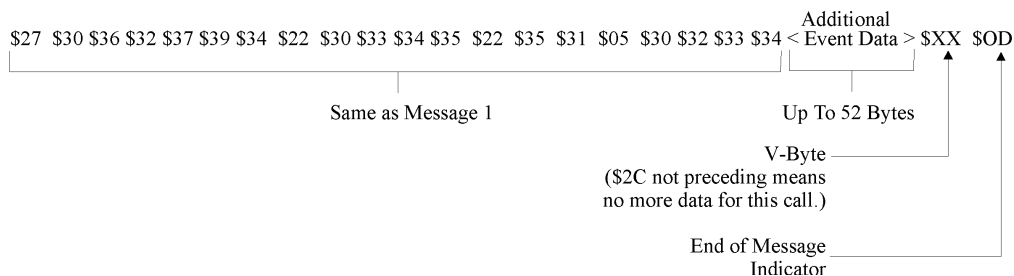 Additional
$27 $30 $36 $32 $37 $39 $34 $22 $30 $33 $34 $35 $22 $35 $31 $05 $30 $32 $33 $34 < Event Data > $XX $OD
Same as Message 1
Up To 52 Bytes
V-Byte
($2C not preceding means
no more data for this call.)
End of Message
Indicator